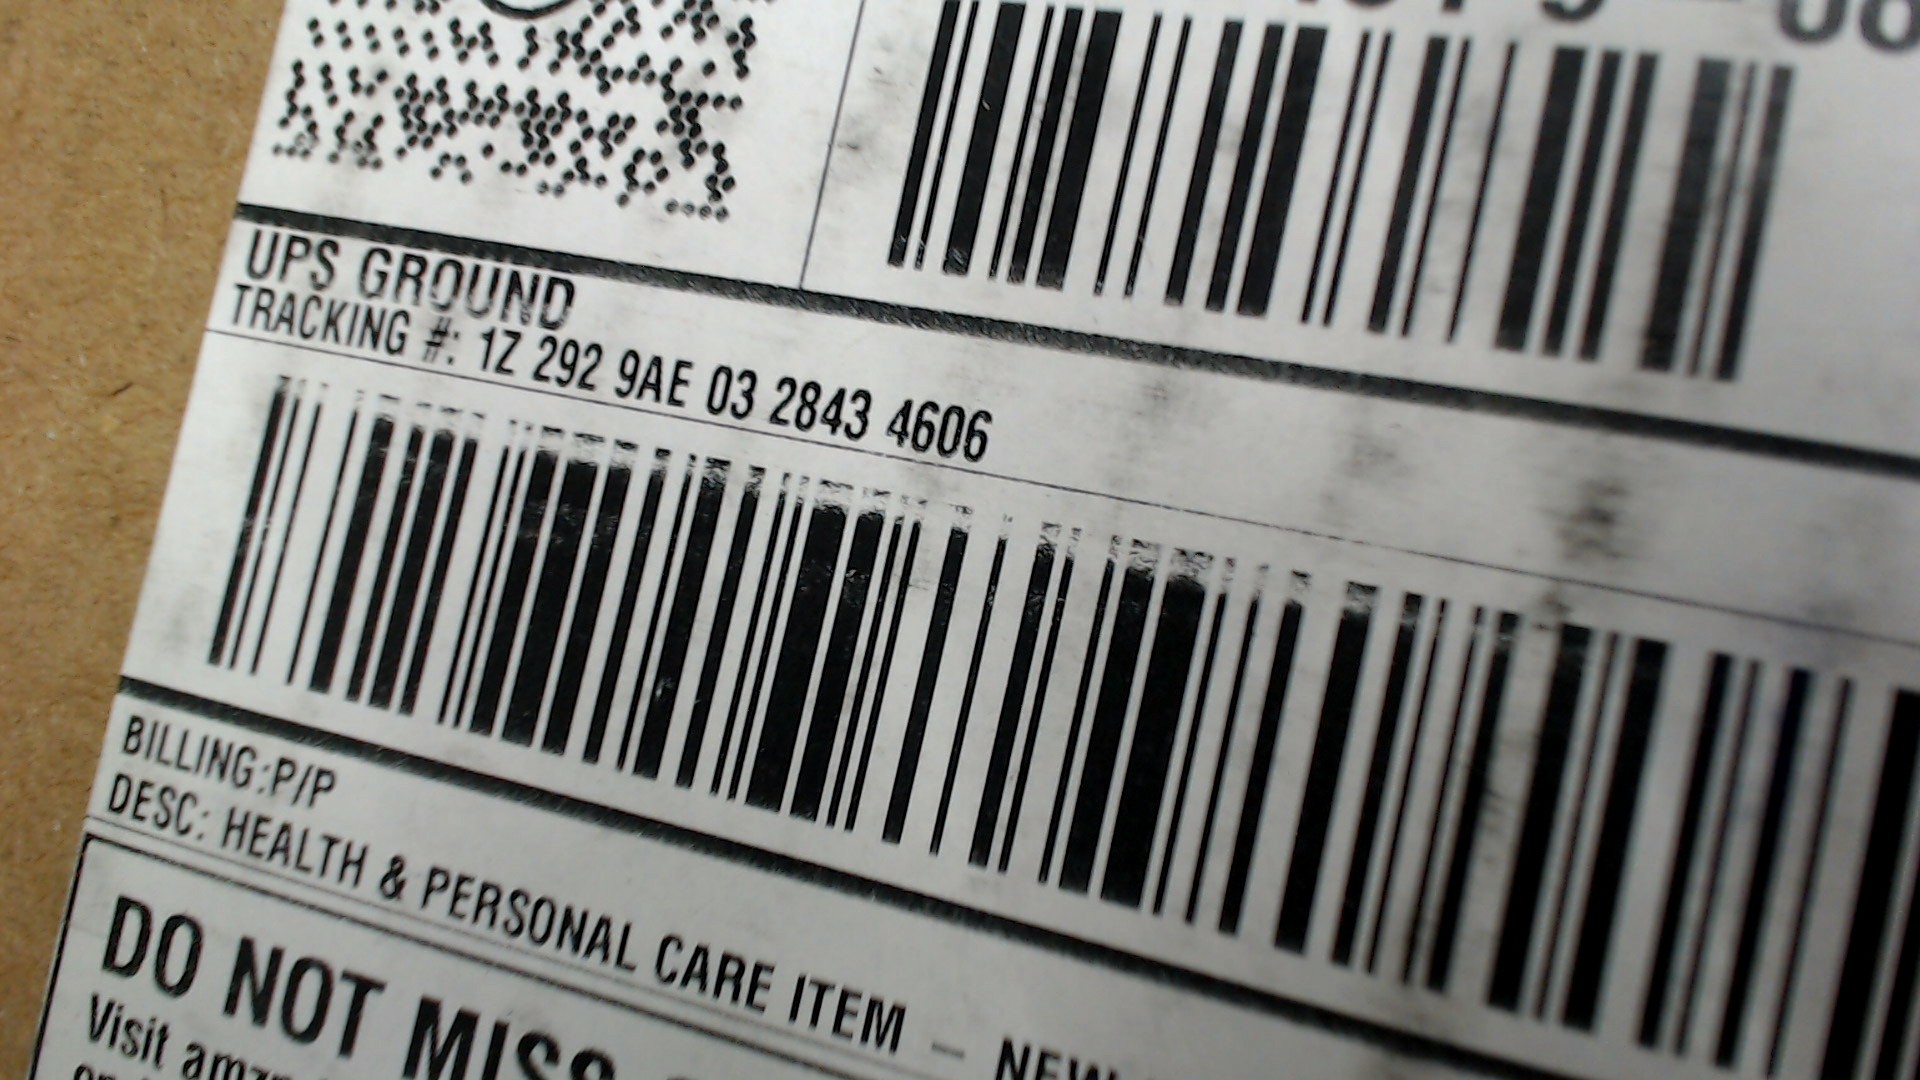 UPS GROUND
TRACKING #: 1Z 292 9AE 03 2843 4606
BILLING:P/P
DESC: HEALTH & PERSONAL CARE ITEM – NEW
DO NOT MISS
Visit